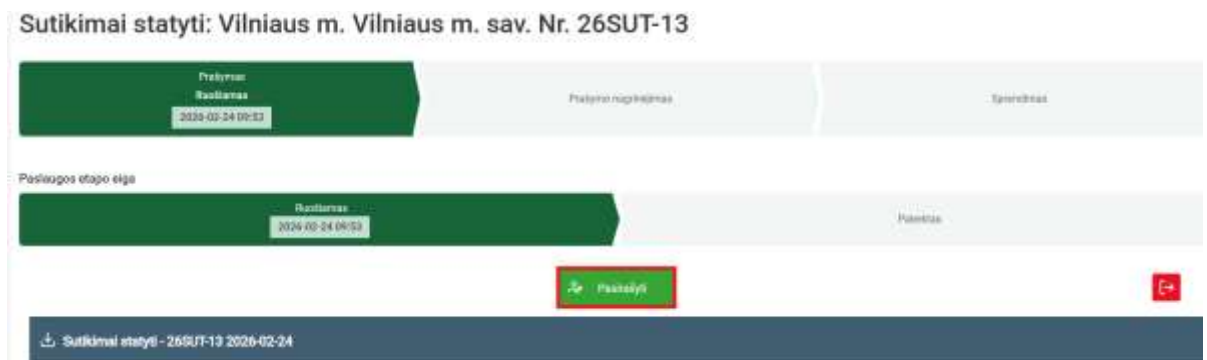 Sutikimai statyti: Vilniaus m. Vilniaus m. sav. Nr. 26SUT-13
Prašymas
Ruošiamas
2026-02-24 09:53
Prašymo nagrinėjimas
Sprendimas
Paslaugos etapo eiga
Ruošiamas
2026-02-24 09:53
Pateiktas
Pasirašyti
Sutikimai statyti - 26SUT-13 2026-02-24